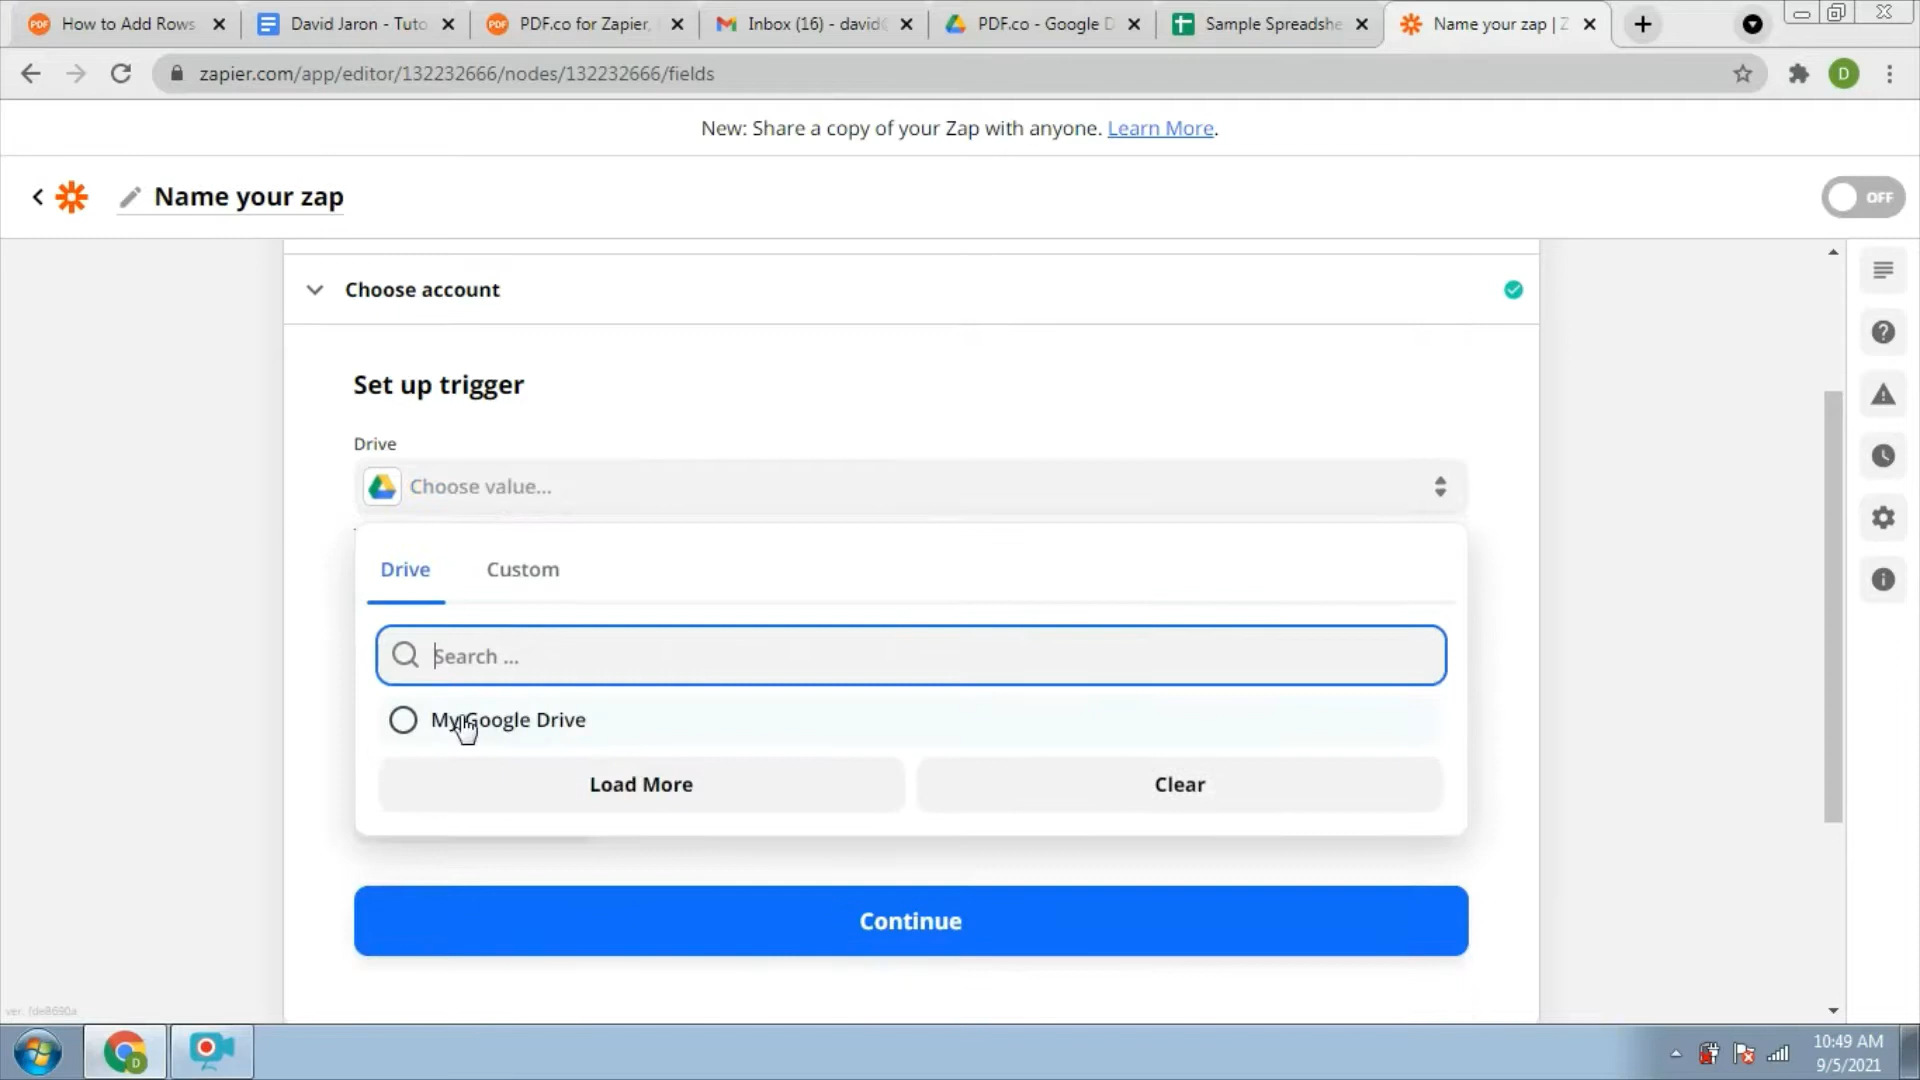 How to Add Rows
David Jaron - Tuto
PDF.co for Zapier,
Inbox (16) - david@
PDF.co - Google D
Sample Spreadshe
Name your zap | Z
zapier.com/app/editor/132232666/nodes/132232666/fields
D
New: Share a copy of your Zap with anyone. Learn More.
Name your zap
OFF
Choose account
Set up trigger
Drive
Choose value...
Drive
Custom
Search ...
My Google Drive
Load More
Clear
Continue
ver. fde8690a
10:49 AM
9/5/2021